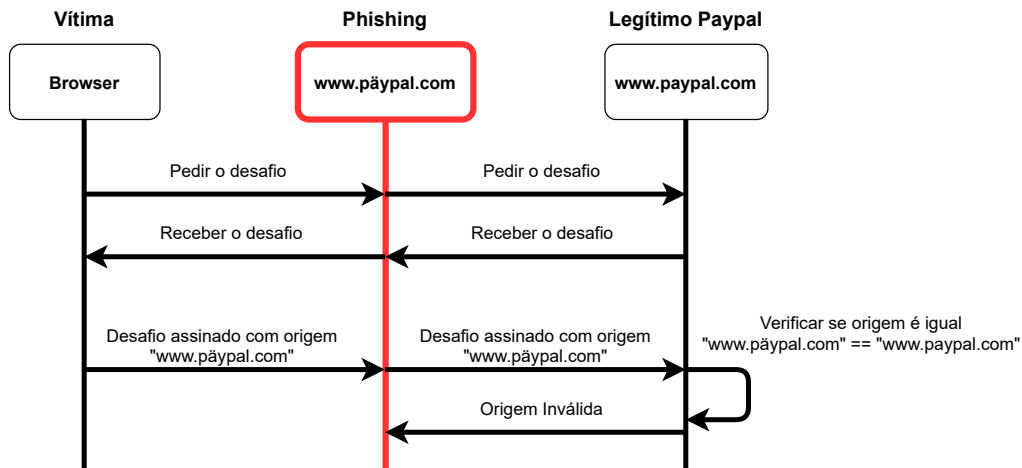 Vítima
Phishing
Legítimo Paypal
Browser
www.päypal.com
www.paypal.com
Pedir o desafio
Pedir o desafio
Receber o desafio
Receber o desafio
Desafio assinado com origem
"www.päypal.com"
Desafio assinado com origem
"www.päypal.com"
Verificar se origem é igual
"www.päypal.com" == "www.paypal.com"
Origem Inválida